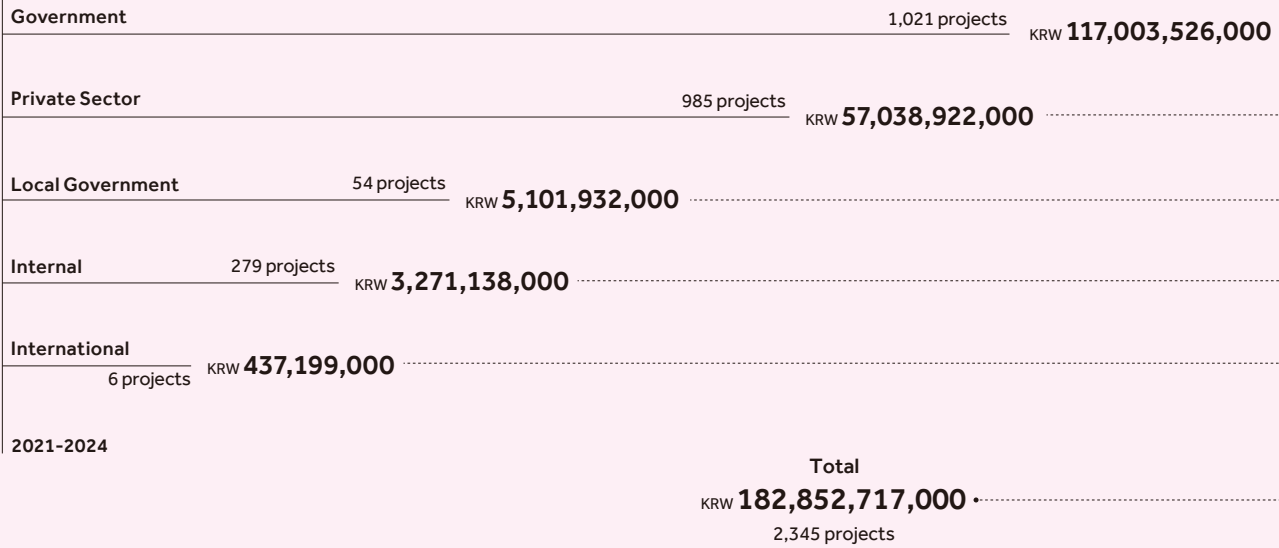 Government 1,021 projects KRW 117,003,526,000
Private Sector 985 projects KRW 57,038,922,000
Local Government 54 projects KRW 5,101,932,000
Internal 279 projects KRW 3,271,138,000
International
6 projects KRW 437,199,000
2021-2024
Total
KRW 182,852,717,000
2,345 projects